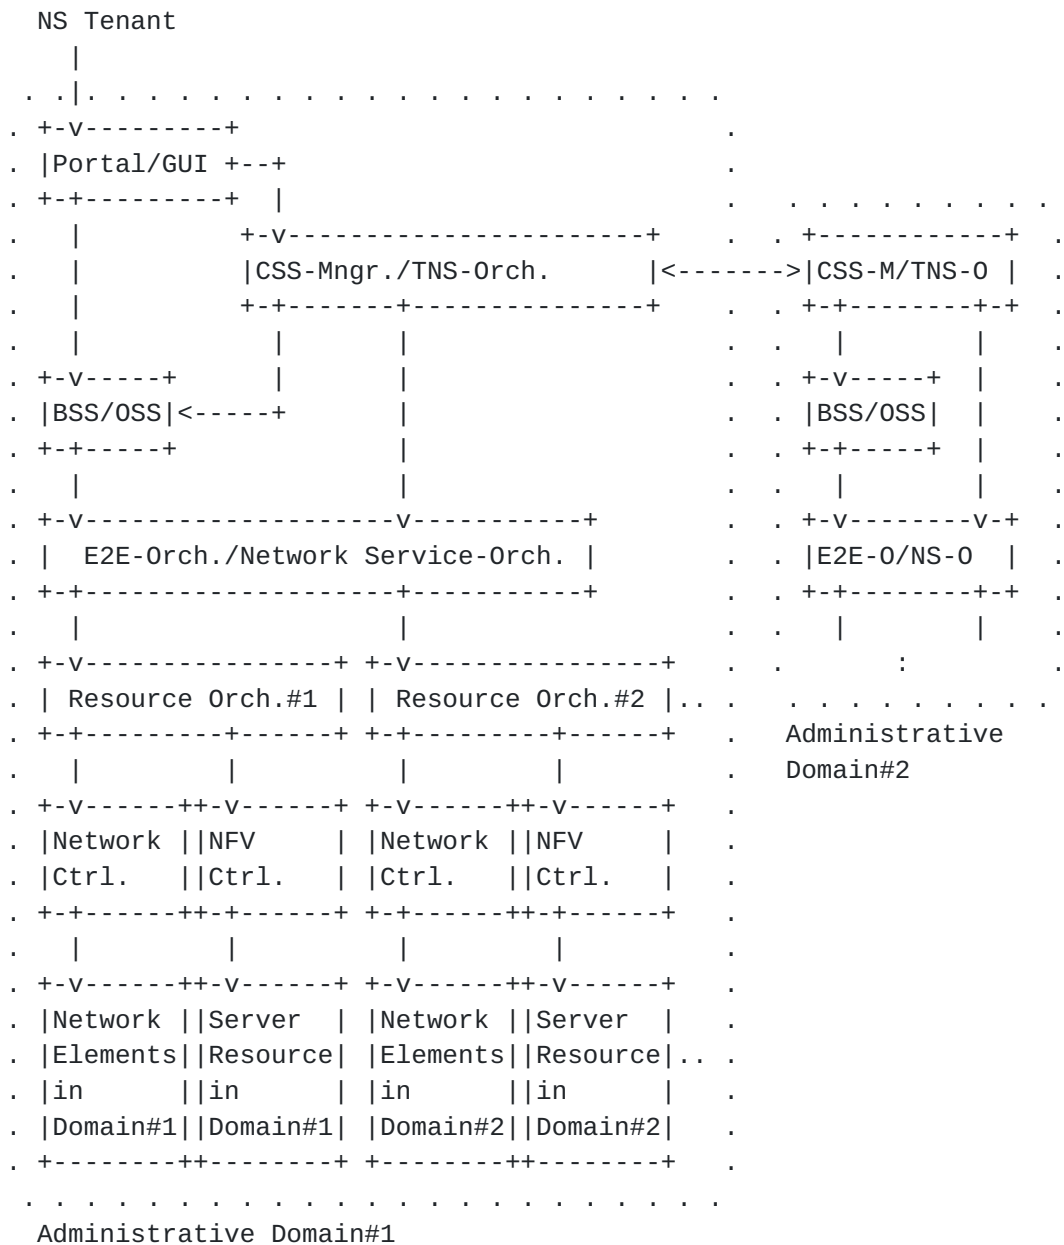 NS Tenant
|
. .|. . . . . . . . . . . . . . . . . . . . .
. +-v---------+                               .
. |Portal/GUI +--+                            .
. +-+---------+  |                            .   . . . . . . . . .
.   |          +-v-----------------------+    .  . +------------+  .
.   |          |CSS-Mngr./TNS-Orch.      |<------->|CSS-M/TNS-O |  .
.   |          +-+-------+---------------+    .  . +-+--------+-+  .
.   |            |       |                    .  .   |        |    .
. +-v-----+      |       |                    .  . +-v-----+  |    .
. |BSS/OSS|<-----+       |                    .  . |BSS/OSS|  |    .
. +-+-----+              |                    .  . +-+-----+  |    .
.   |                    |                    .  .   |        |    .
. +-v--------------------v-----------+        .  . +-v--------v-+  .
. |  E2E-Orch./Network Service-Orch. |        .  . |E2E-O/NS-O  |  .
. +-+--------------------+-----------+        .  . +-+--------+-+  .
.   |                    |                    .  .   |        |    .
. +-v----------------+ +-v----------------+   .  .       :         .
. | Resource Orch.#1 | | Resource Orch.#2 |.. .   . . . . . . . . .
. +-+---------+------+ +-+---------+------+   .   Administrative
.   |         |          |         |          .   Domain#2
. +-v------++-v------+ +-v------++-v------+   .
. |Network ||NFV     | |Network ||NFV     |   .
. |Ctrl.   ||Ctrl.   | |Ctrl.   ||Ctrl.   |   .
. +-+------++-+------+ +-+------++-+------+   .
.   |         |          |         |          .
. +-v------++-v------+ +-v------++-v------+   .
. |Network ||Server  | |Network ||Server  |   .
. |Elements||Resource| |Elements||Resource|.. .
. |in      ||in      | |in      ||in      |   .
. |Domain#1||Domain#1| |Domain#2||Domain#2|   .
. +--------++--------+ +--------++--------+   .
. . . . . . . . . . . . . . . . . . . . . . .
Administrative Domain#1